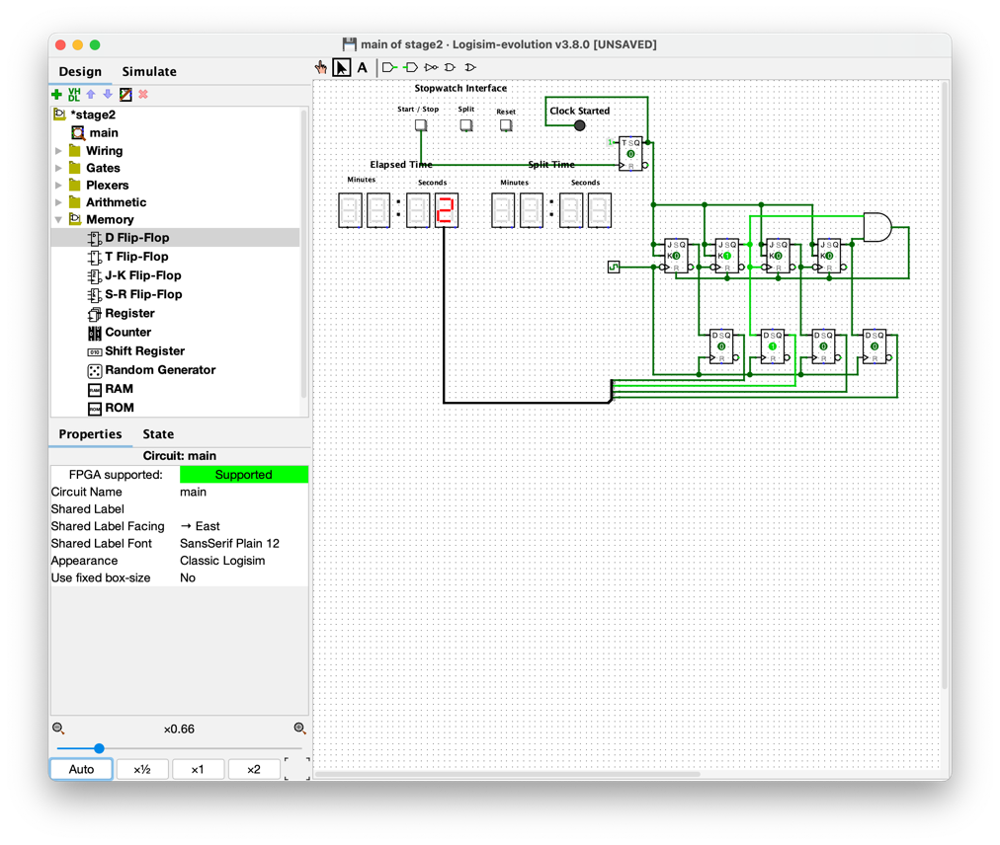 main of stage2 · Logisim-evolution v3.8.0 [UNSAVED]
Design Simulate
A
VH
DL
*stage2
main
Wiring
Gates
Plexers
Arithmetic
Memory
D Flip-Flop
T Flip-Flop
J-K Flip-Flop
S-R Flip-Flop
Register
Counter
Shift Register
Random Generator
RAM
ROM
Properties State
Circuit: main
FPGA supported: Supported
Circuit Name main
Shared Label
Shared Label Facing → East
Shared Label Font SansSerif Plain 12
Appearance Classic Logisim
Use fixed box-size No
×0.66
Auto ×½ ×1 ×2
Stopwatch Interface
Start / Stop Split Reset
Clock Started
1 T S Q
0
R
Elapsed Time Split Time
Minutes Seconds Minutes Seconds
2
J S Q J S Q J S Q J S Q
K 0 K 1 K 0 K 0
R R R R
D S Q D S Q D S Q D S Q
0 1 0 0
R R R R